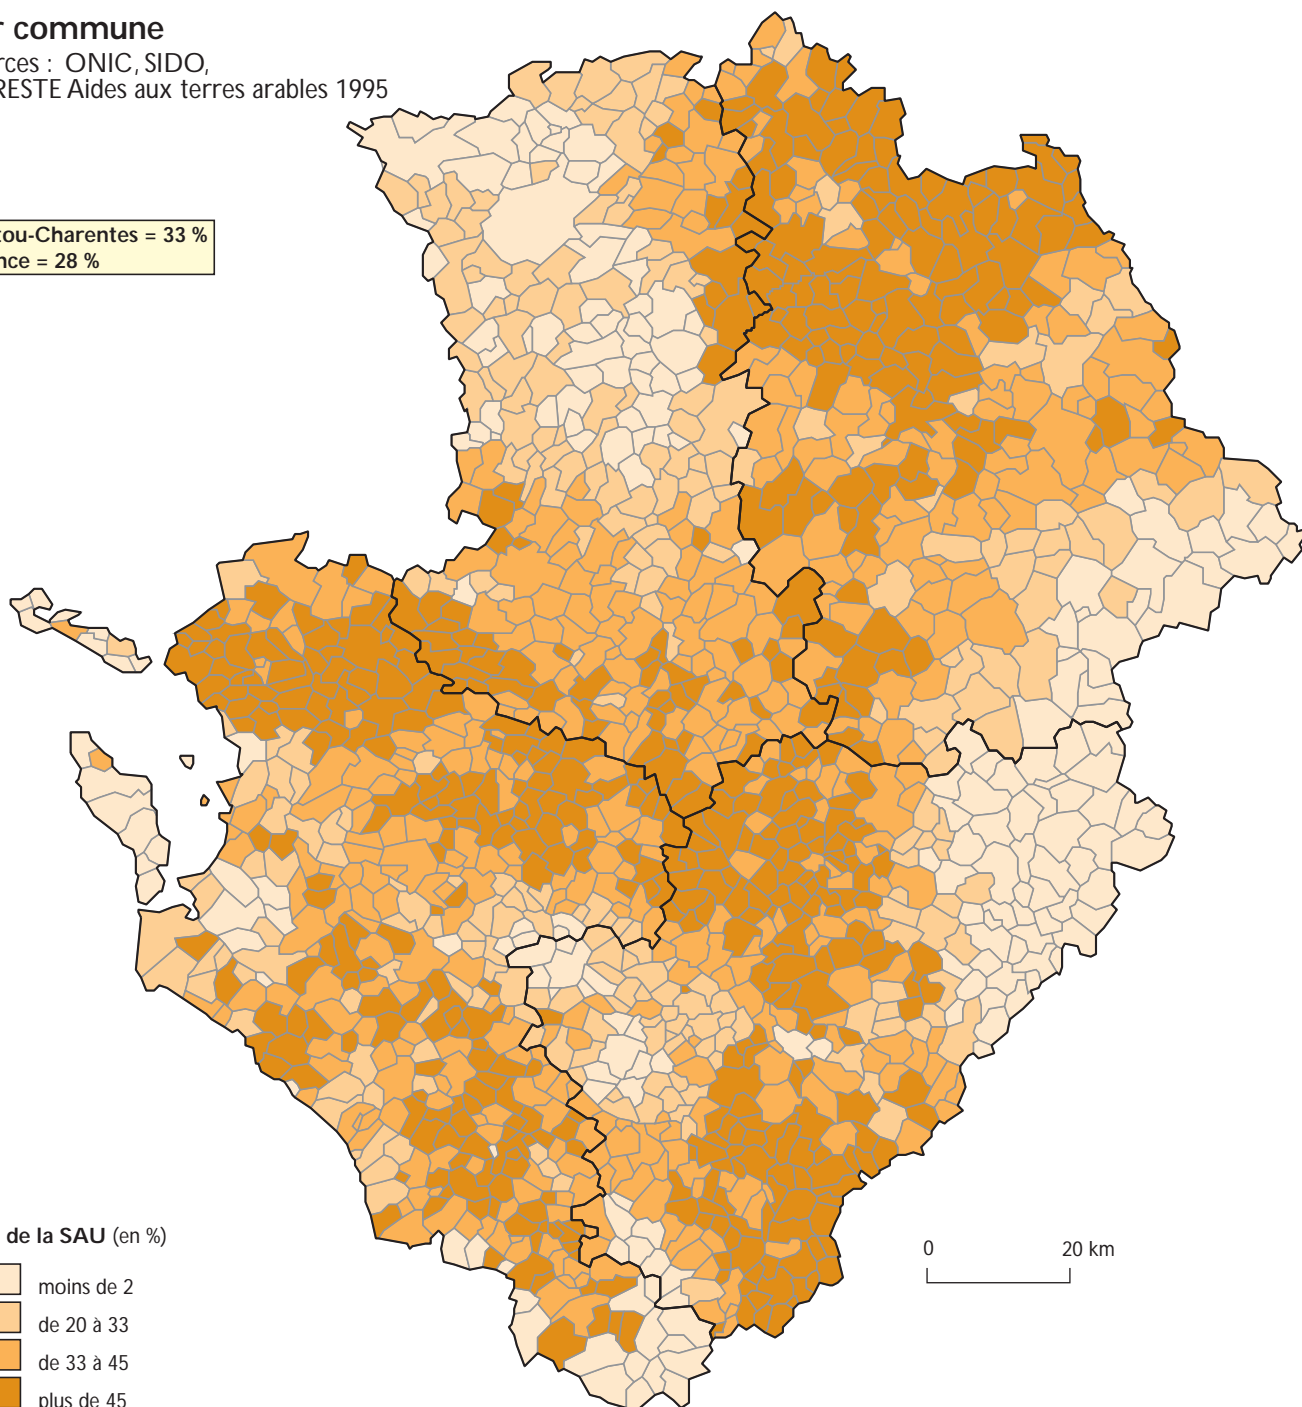 r commune
rces : ONIC, SIDO,
RESTE Aides aux terres arables 1995
tou-Charentes = 33 %
nce = 28 %
de la SAU (en %)
moins de 2
de 20 à 33
de 33 à 45
plus de 45
0 20 km